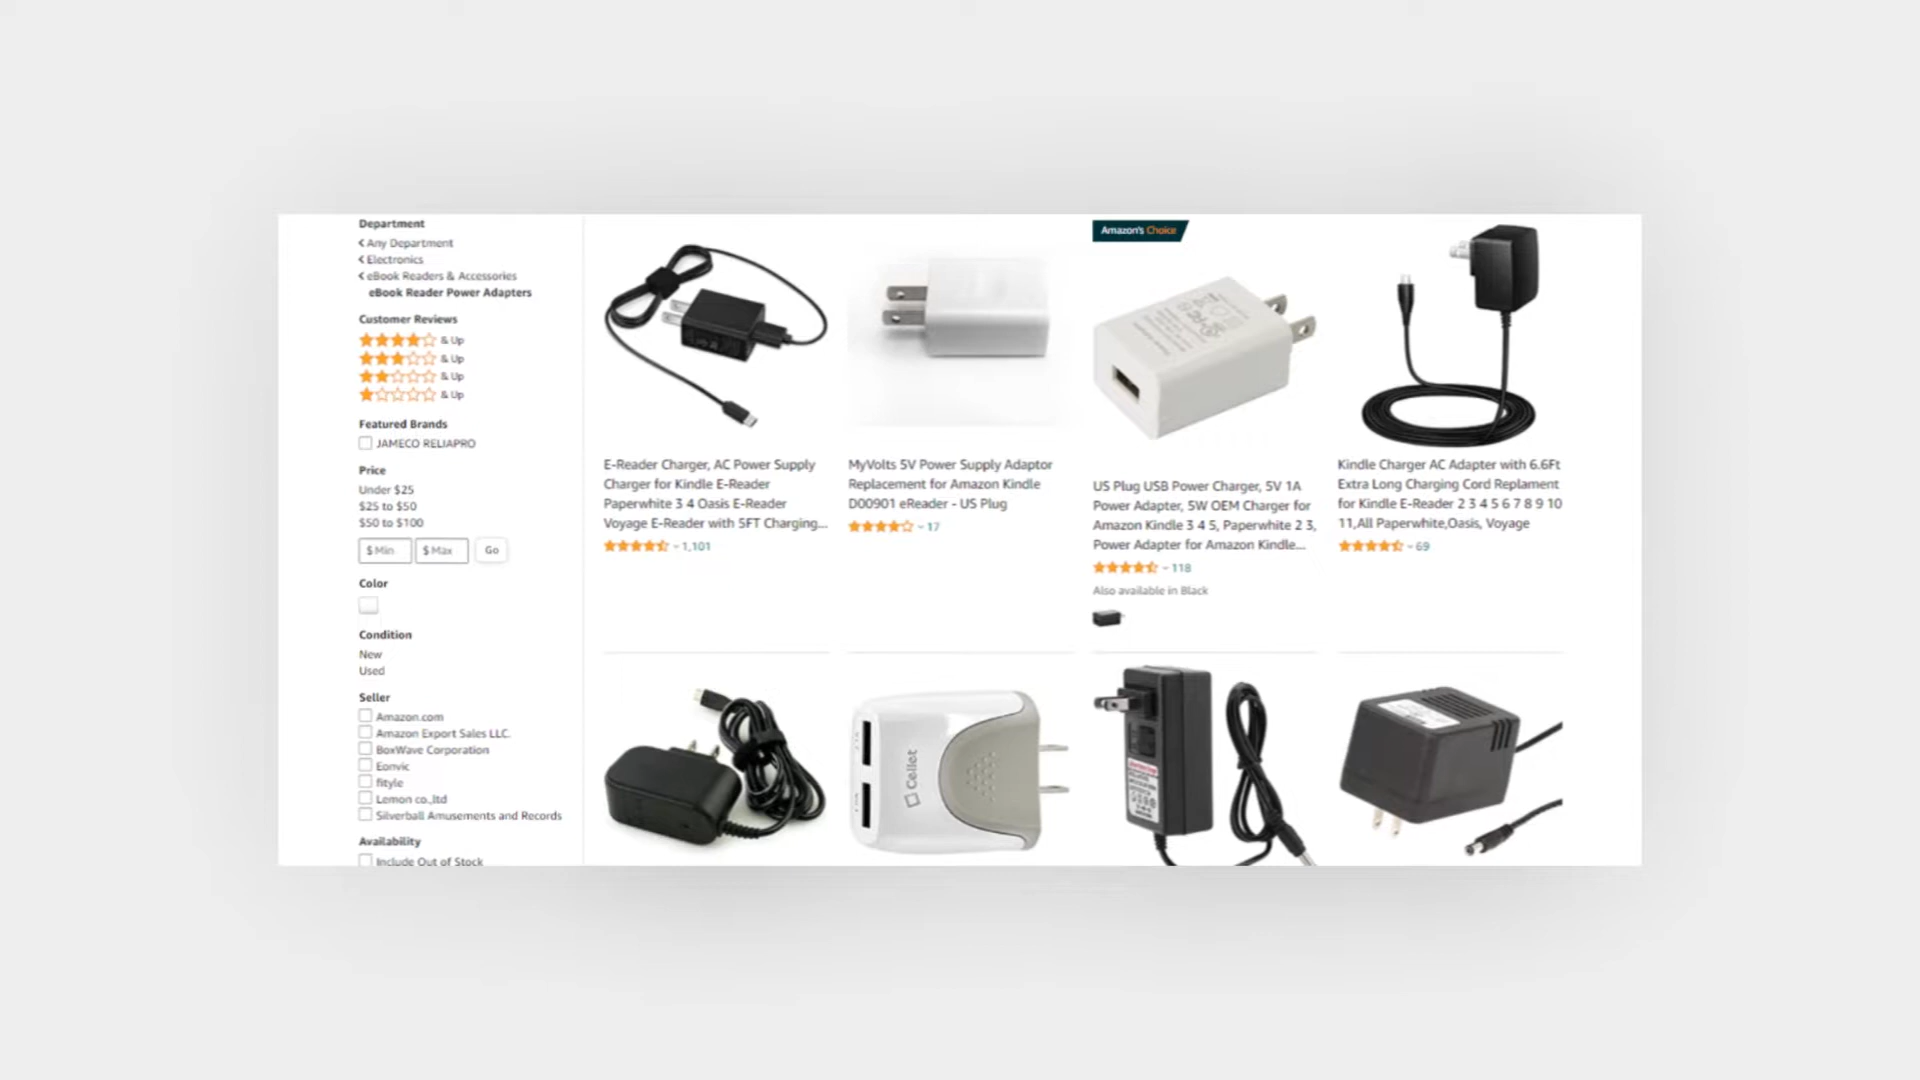 Department
Any Department
Electronics
eBook Readers & Accessories
eBook Reader Power Adapters
Customer Reviews
& Up
& Up
& Up
& Up
Featured Brands
JAMECO RELIAPRO
Price
Under $25
$25 to $50
$50 to $100
$ Min $ Max Go
Color
Condition
New
Used
Seller
Amazon.com
Amazon Export Sales LLC.
BoxWave Corporation
Eonvic
fityle
Lemon co.,ltd
Silverball Amusements and Records
Availability
Include Out of Stock
E-Reader Charger, AC Power Supply
Charger for Kindle E-Reader
Paperwhite 3 4 Oasis E-Reader
Voyage E-Reader with 5FT Charging...
1,101
MyVolts 5V Power Supply Adaptor
Replacement for Amazon Kindle
D00901 eReader - US Plug
17
Amazon's Choice
US Plug USB Power Charger, 5V 1A
Power Adapter, 5W OEM Charger for
Amazon Kindle 3 4 5, Paperwhite 2 3,
Power Adapter for Amazon Kindle...
118
Also available in Black
Kindle Charger AC Adapter with 6.6Ft
Extra Long Charging Cord Replament
for Kindle E-Reader 2 3 4 5 6 7 8 9 10
11,All Paperwhite,Oasis, Voyage
69
Cellet